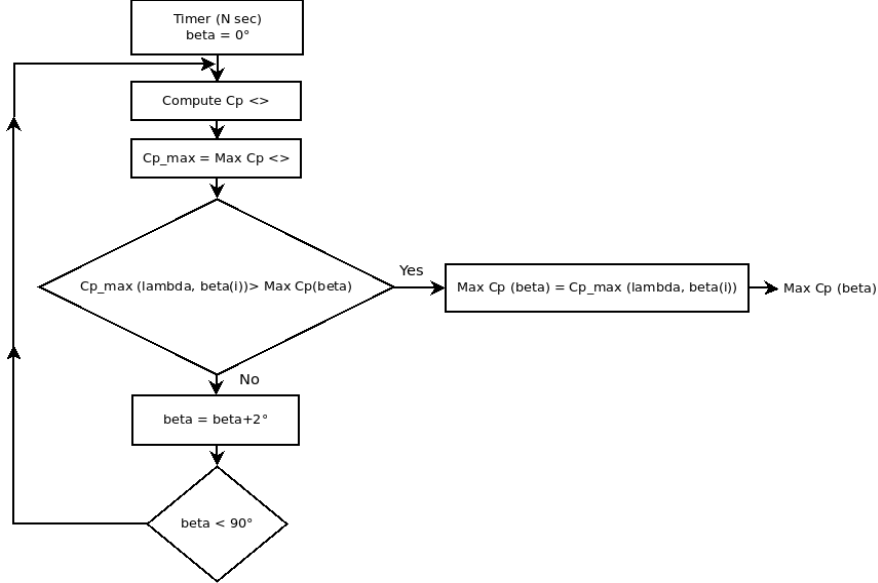 Timer (N sec)
beta = 0°
Compute Cp <>
Cp_max = Max Cp <>
Cp_max (lambda, beta(i))> Max Cp(beta)
Yes
Max Cp (beta) = Cp_max (lambda, beta(i))
Max Cp (beta)
No
beta = beta+2°
beta < 90°